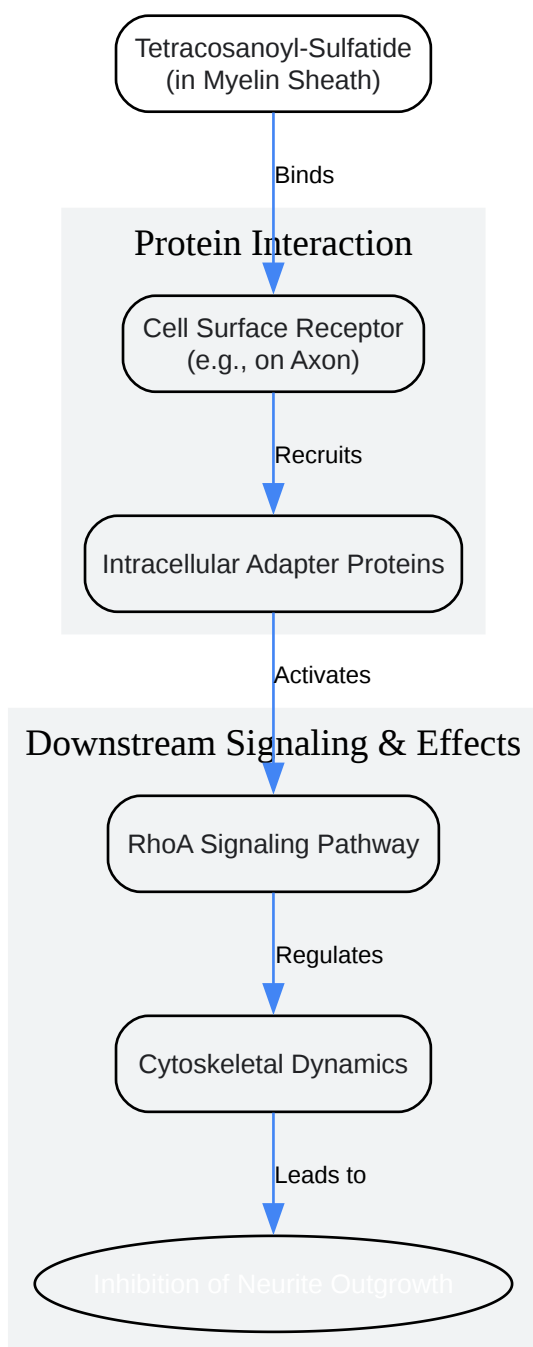 Tetracosanoyl-Sulfatide
(in Myelin Sheath)
Binds
Protein Interaction
Cell Surface Receptor
(e.g., on Axon)
Recruits
Intracellular Adapter Proteins
Activates
Downstream Signaling & Effects
RhoA Signaling Pathway
Regulates
Cytoskeletal Dynamics
Leads to
Inhibition of Neurite Outgrowth